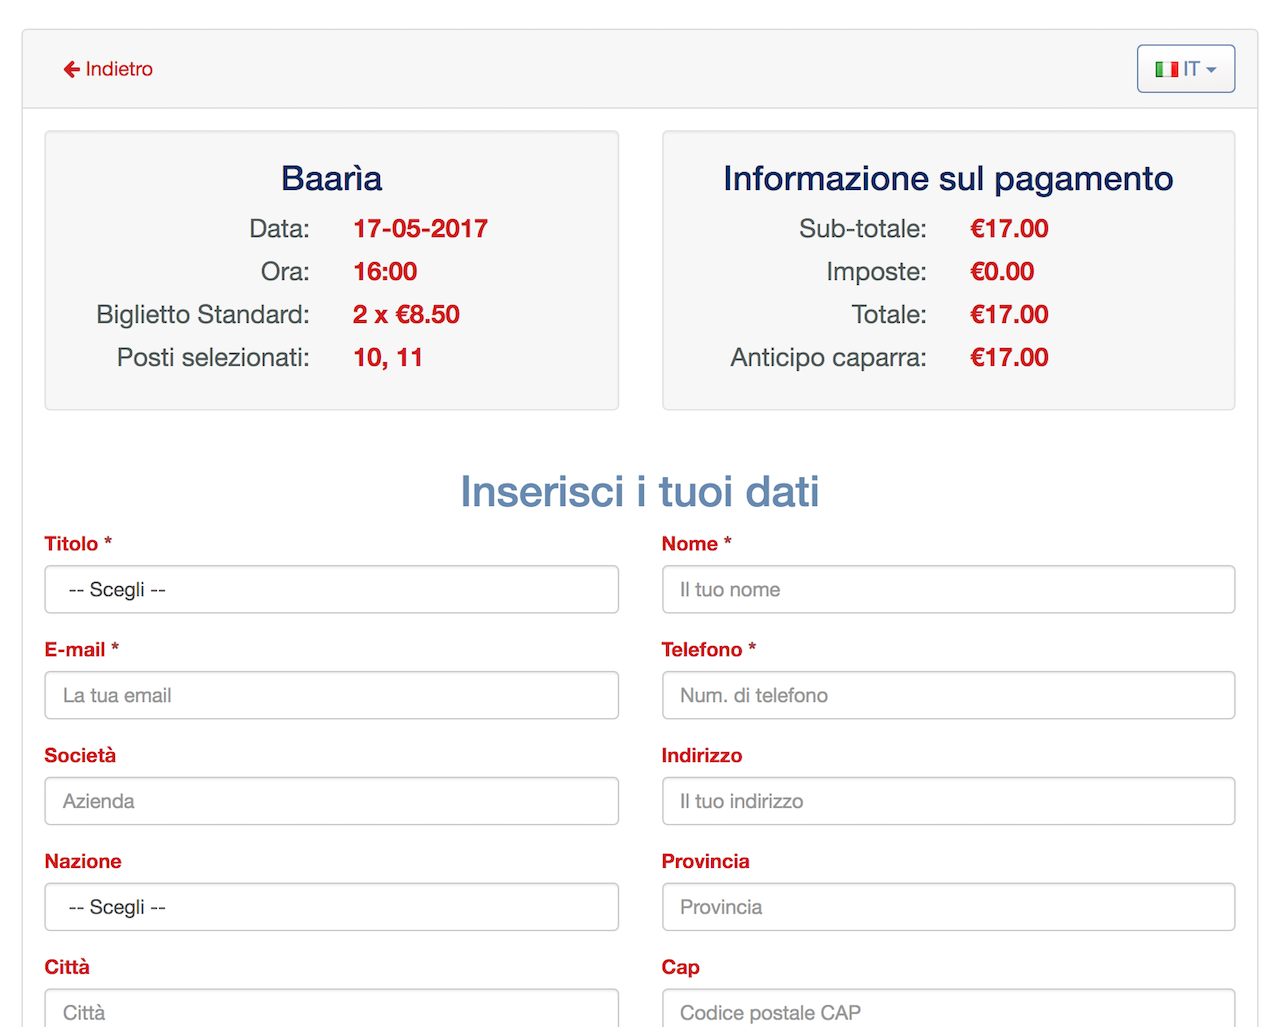 Indietro
IT
Baarìa
Data: 17-05-2017
Ora: 16:00
Biglietto Standard: 2 x €8.50
Posti selezionati: 10, 11
Informazione sul pagamento
Sub-totale: €17.00
Imposte: €0.00
Totale: €17.00
Anticipo caparra: €17.00
Inserisci i tuoi dati
Titolo *
-- Scegli --
Nome *
Il tuo nome
E-mail *
La tua email
Telefono *
Num. di telefono
Società
Azienda
Indirizzo
Il tuo indirizzo
Nazione
-- Scegli --
Provincia
Provincia
Città
Città
Cap
Codice postale CAP